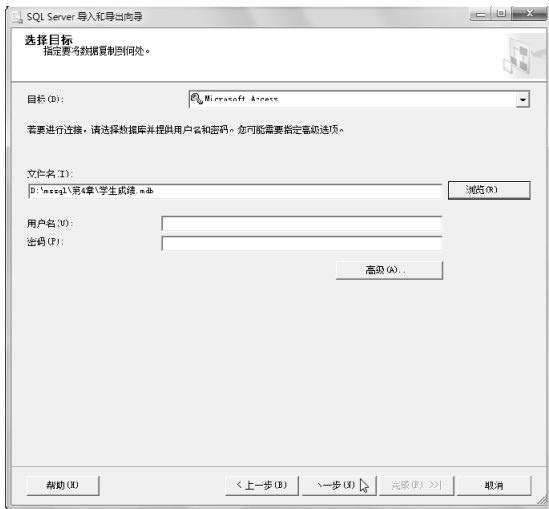 SQL Server 导入和导出向导
选择目标
指定要将数据复制到何处。
目标(D):
Microsoft Access
若要进行连接，请选择数据库并提供用户名和密码。您可能需要指定高级选项。
文件名(I):
D:\mssql\第4章\学生成绩.mdb
浏览(R)
用户名(U):
密码(P):
高级(A)..
帮助(H)
< 上一步(B)
一步(N)
完成(F) >>|
取消